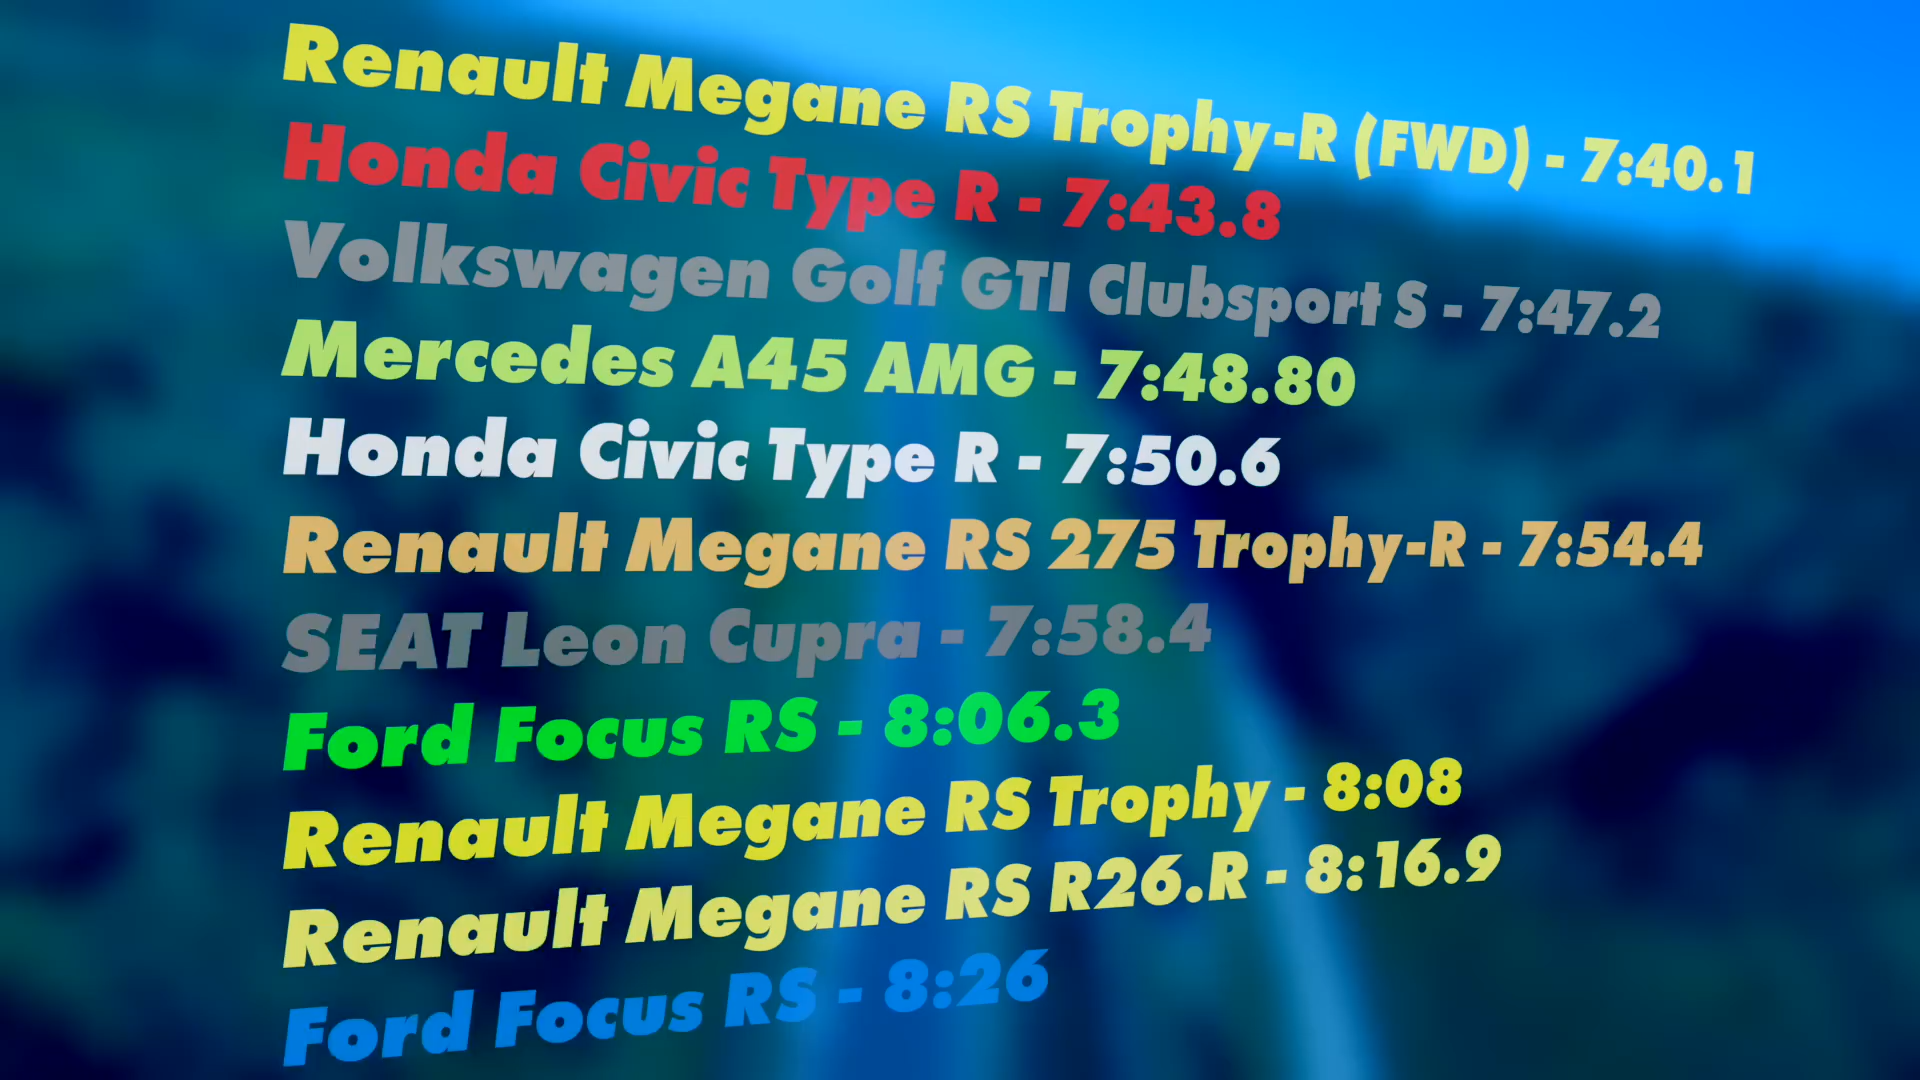 Renault Megane RS Trophy-R (FWD) - 7:40.1
Honda Civic Type R - 7:43.8
Volkswagen Golf GTI Clubsport S - 7:47.2
Mercedes A45 AMG - 7:48.80
Honda Civic Type R - 7:50.6
Renault Megane RS 275 Trophy-R - 7:54.4
SEAT Leon Cupra - 7:58.4
Ford Focus RS - 8:06.3
Renault Megane RS Trophy - 8:08
Renault Megane RS R26.R - 8:16.9
Ford Focus RS - 8:26